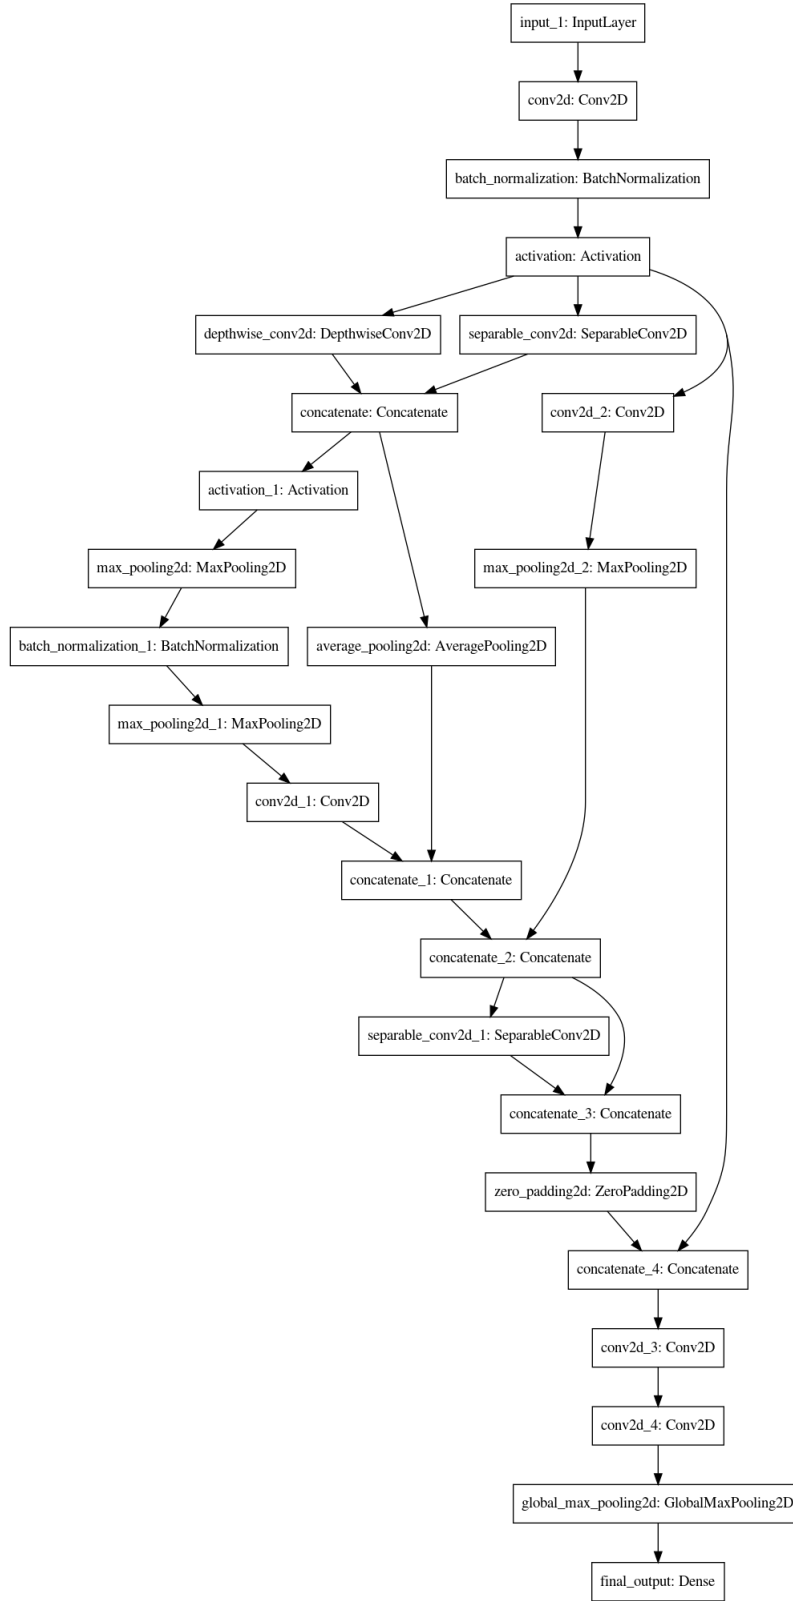 input_1: InputLayer
conv2d: Conv2D
batch_normalization: BatchNormalization
activation: Activation
depthwise_conv2d: DepthwiseConv2D
separable_conv2d: SeparableConv2D
concatenate: Concatenate
conv2d_2: Conv2D
activation_1: Activation
max_pooling2d: MaxPooling2D
max_pooling2d_2: MaxPooling2D
batch_normalization_1: BatchNormalization
average_pooling2d: AveragePooling2D
max_pooling2d_1: MaxPooling2D
conv2d_1: Conv2D
concatenate_1: Concatenate
concatenate_2: Concatenate
separable_conv2d_1: SeparableConv2D
concatenate_3: Concatenate
zero_padding2d: ZeroPadding2D
concatenate_4: Concatenate
conv2d_3: Conv2D
conv2d_4: Conv2D
global_max_pooling2d: GlobalMaxPooling2D
final_output: Dense